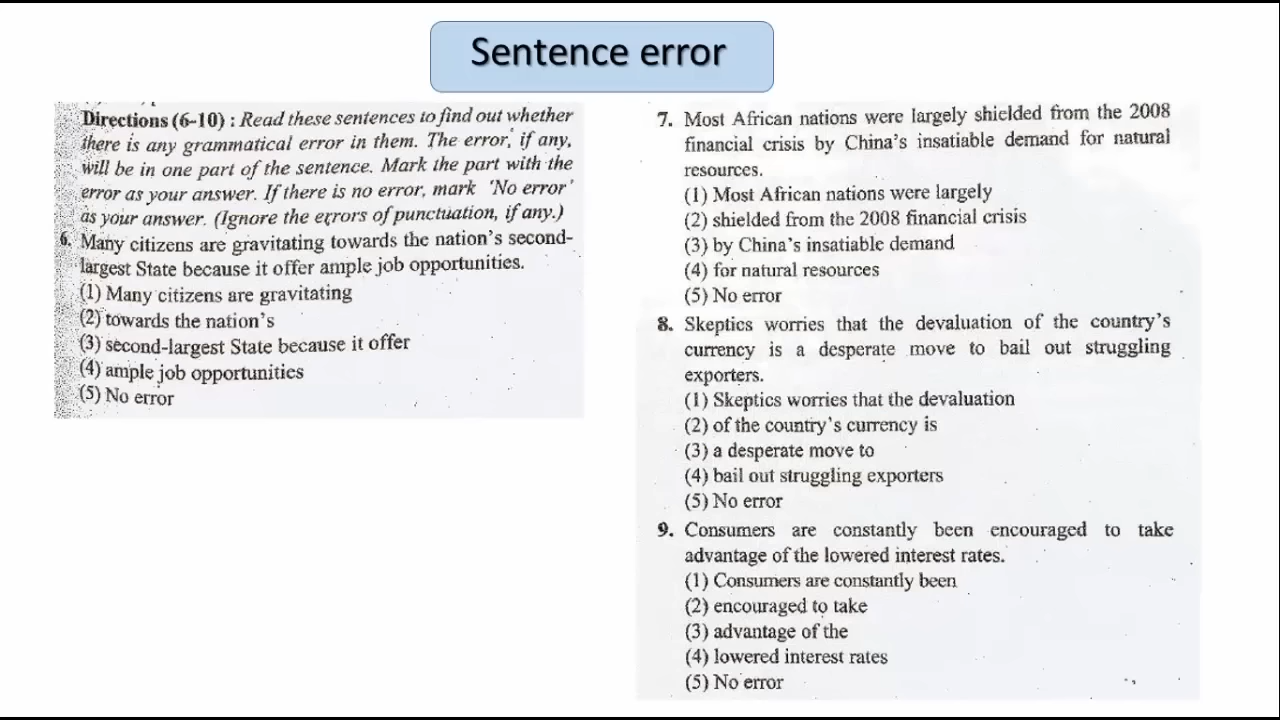 Sentence error
Directions (6-10) : Read these sentences to find out whether
there is any grammatical error in them. The error, if any,
will be in one part of the sentence. Mark the part with the
error as your answer. If there is no error, mark 'No error'
as your answer. (Ignore the errors of punctuation, if any.)
6. Many citizens are gravitating towards the nation's second-
largest State because it offer ample job opportunities.
(1) Many citizens are gravitating
(2) towards the nation's
(3) second-largest State because it offer
(4) ample job opportunities
(5) No error
7. Most African nations were largely shielded from the 2008
financial crisis by China's insatiable demand for natural
resources.
(1) Most African nations were largely
(2) shielded from the 2008 financial crisis
(3) by China's insatiable demand
(4) for natural resources
(5) No error
8. Skeptics worries that the devaluation of the country's
currency is a desperate move to bail out struggling
exporters.
(1) Skeptics worries that the devaluation
(2) of the country's currency is
(3) a desperate move to
(4) bail out struggling exporters
(5) No error
9. Consumers are constantly been encouraged to take
advantage of the lowered interest rates.
(1) Consumers are constantly been
(2) encouraged to take
(3) advantage of the
(4) lowered interest rates
(5) No error